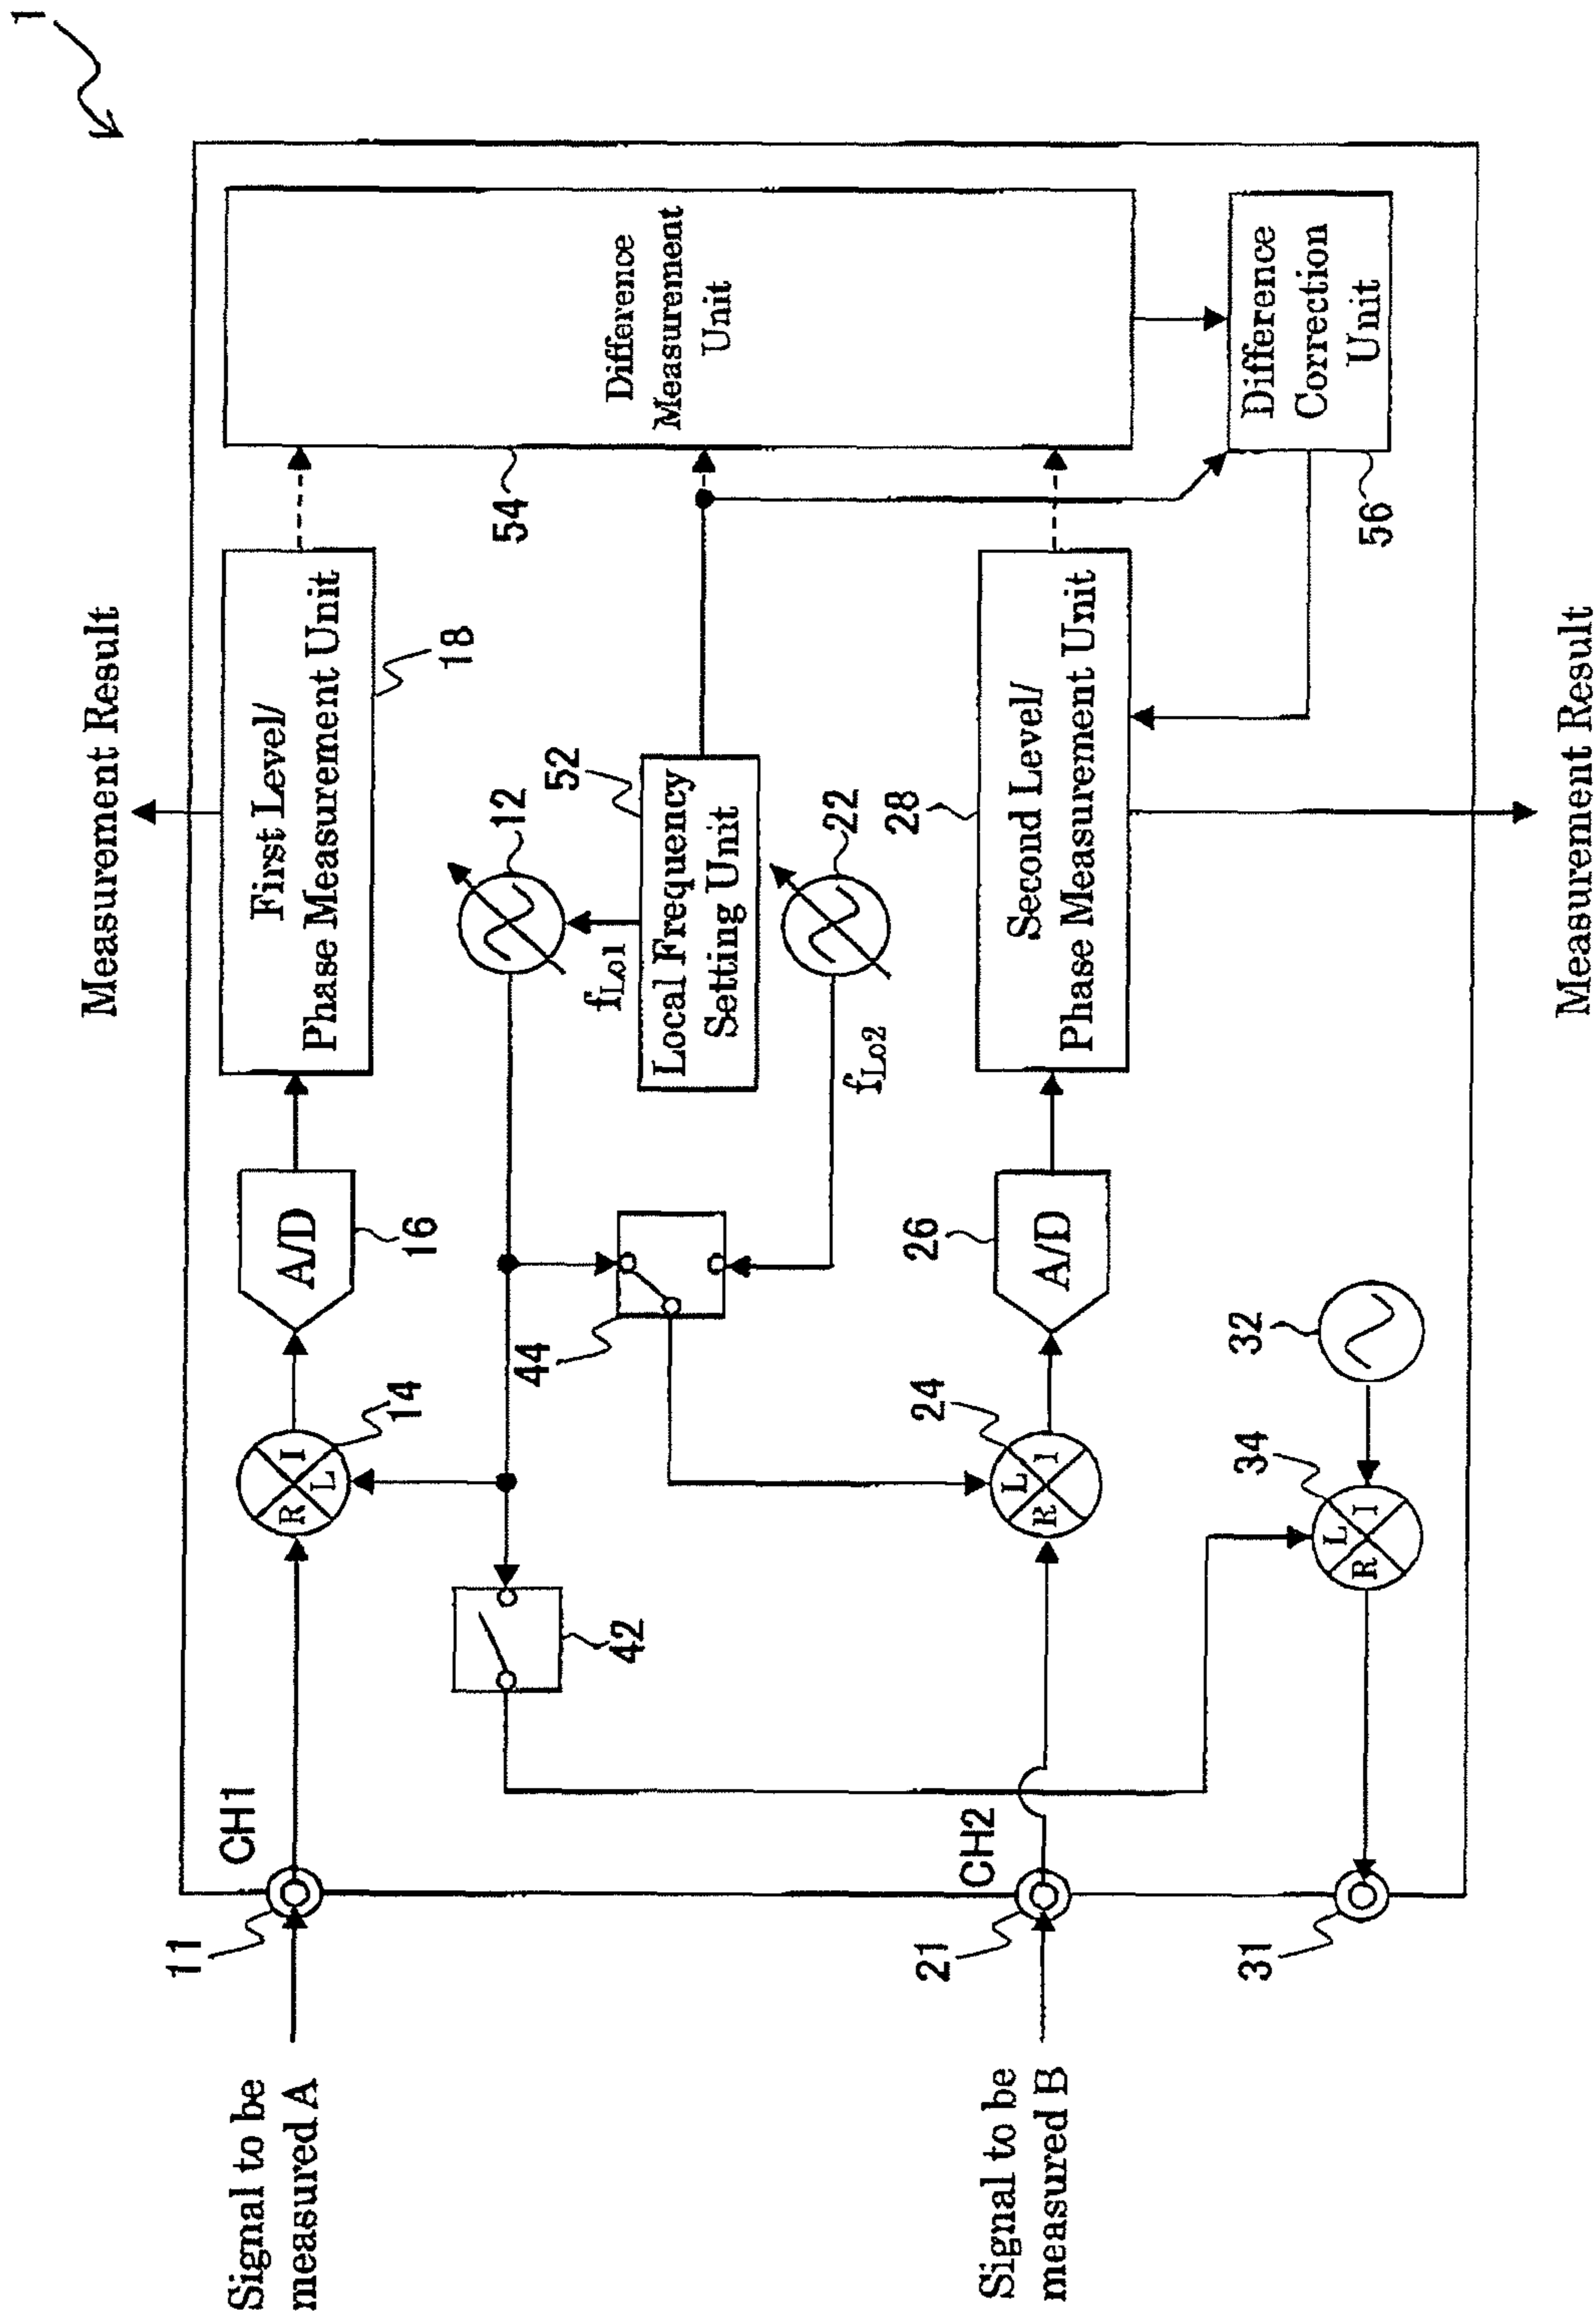 1
Measurement Result
First Level/
Phase Measurement Unit
18
A/D
16
R
I
L
14
CH1
11
Signal to be
measured A
Difference
Measurement
Unit
54
12
fLo1
52
Local Frequency
Setting Unit
22
fLo2
44
42
28
Second Level/
Phase Measurement Unit
26
A/D
24
L
R
I
CH2
21
Signal to be
measured B
Difference
Correction
Unit
56
32
34
L
R
I
31
Measurement Result